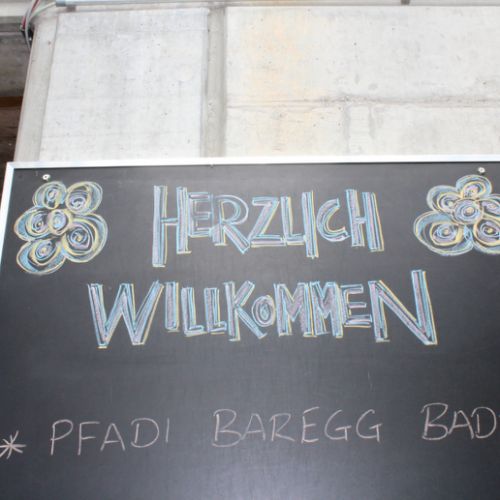 HERZLICH
WILLKOMMEN
* PFADI BAREGG BAD